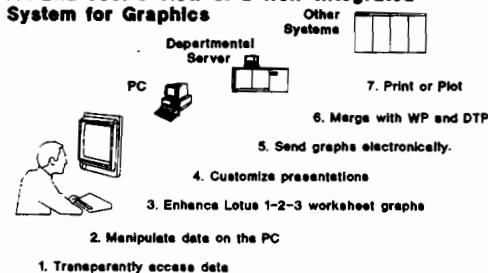 System for Graphics
Other
Systems
Departmental
Server
PC
7. Print or Plot
6. Merge with WP and DTP
5. Send graphs electronically.
4. Customize presentations
3. Enhance Lotus 1-2-3 worksheet graphs
2. Manipulate data on the PC
1. Transparently access data